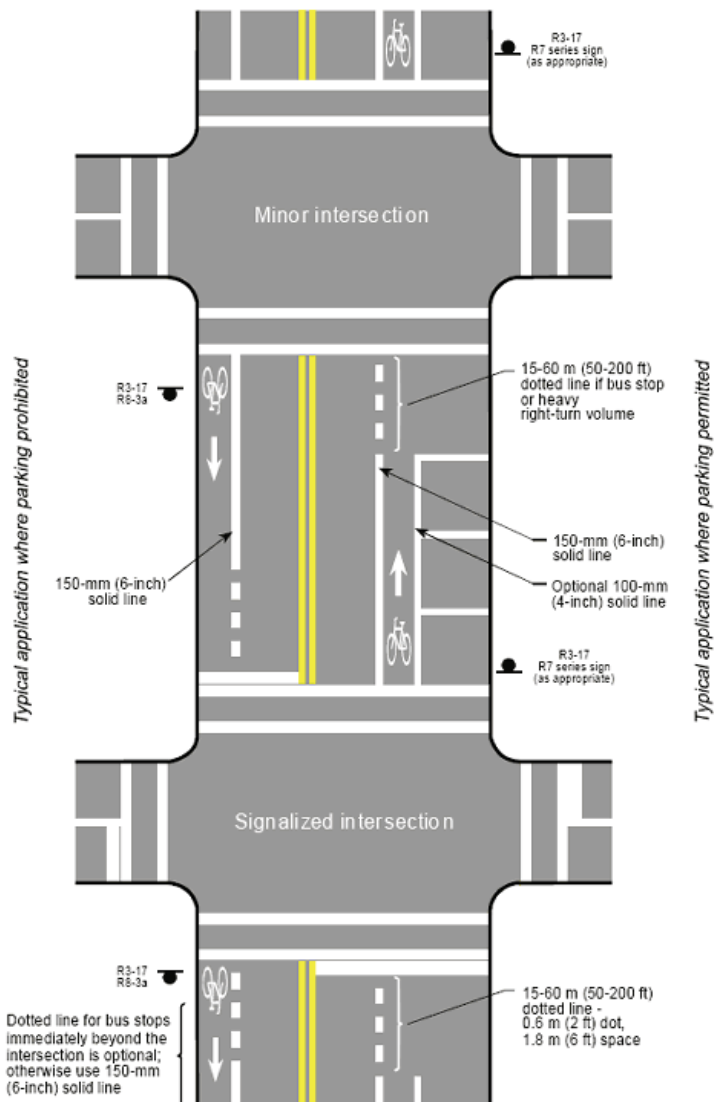 R3-17
R7 series sign
(as appropriate)
Minor intersection
Typical application where parking prohibited
Typical application where parking permitted
R3-17
R8-3a
15-60 m (50-200 ft)
dotted line if bus stop
or heavy
right-turn volume
150-mm (6-inch)
solid line
150-mm (6-inch)
solid line
Optional 100-mm
(4-inch) solid line
R3-17
R7 series sign
(as appropriate)
Signalized intersection
R3-17
R8-3a
Dotted line for bus stops
immediately beyond the
intersection is optional;
otherwise use 150-mm
(6-inch) solid line
15-60 m (50-200 ft)
dotted line -
0.6 m (2 ft) dot,
1.8 m (6 ft) space